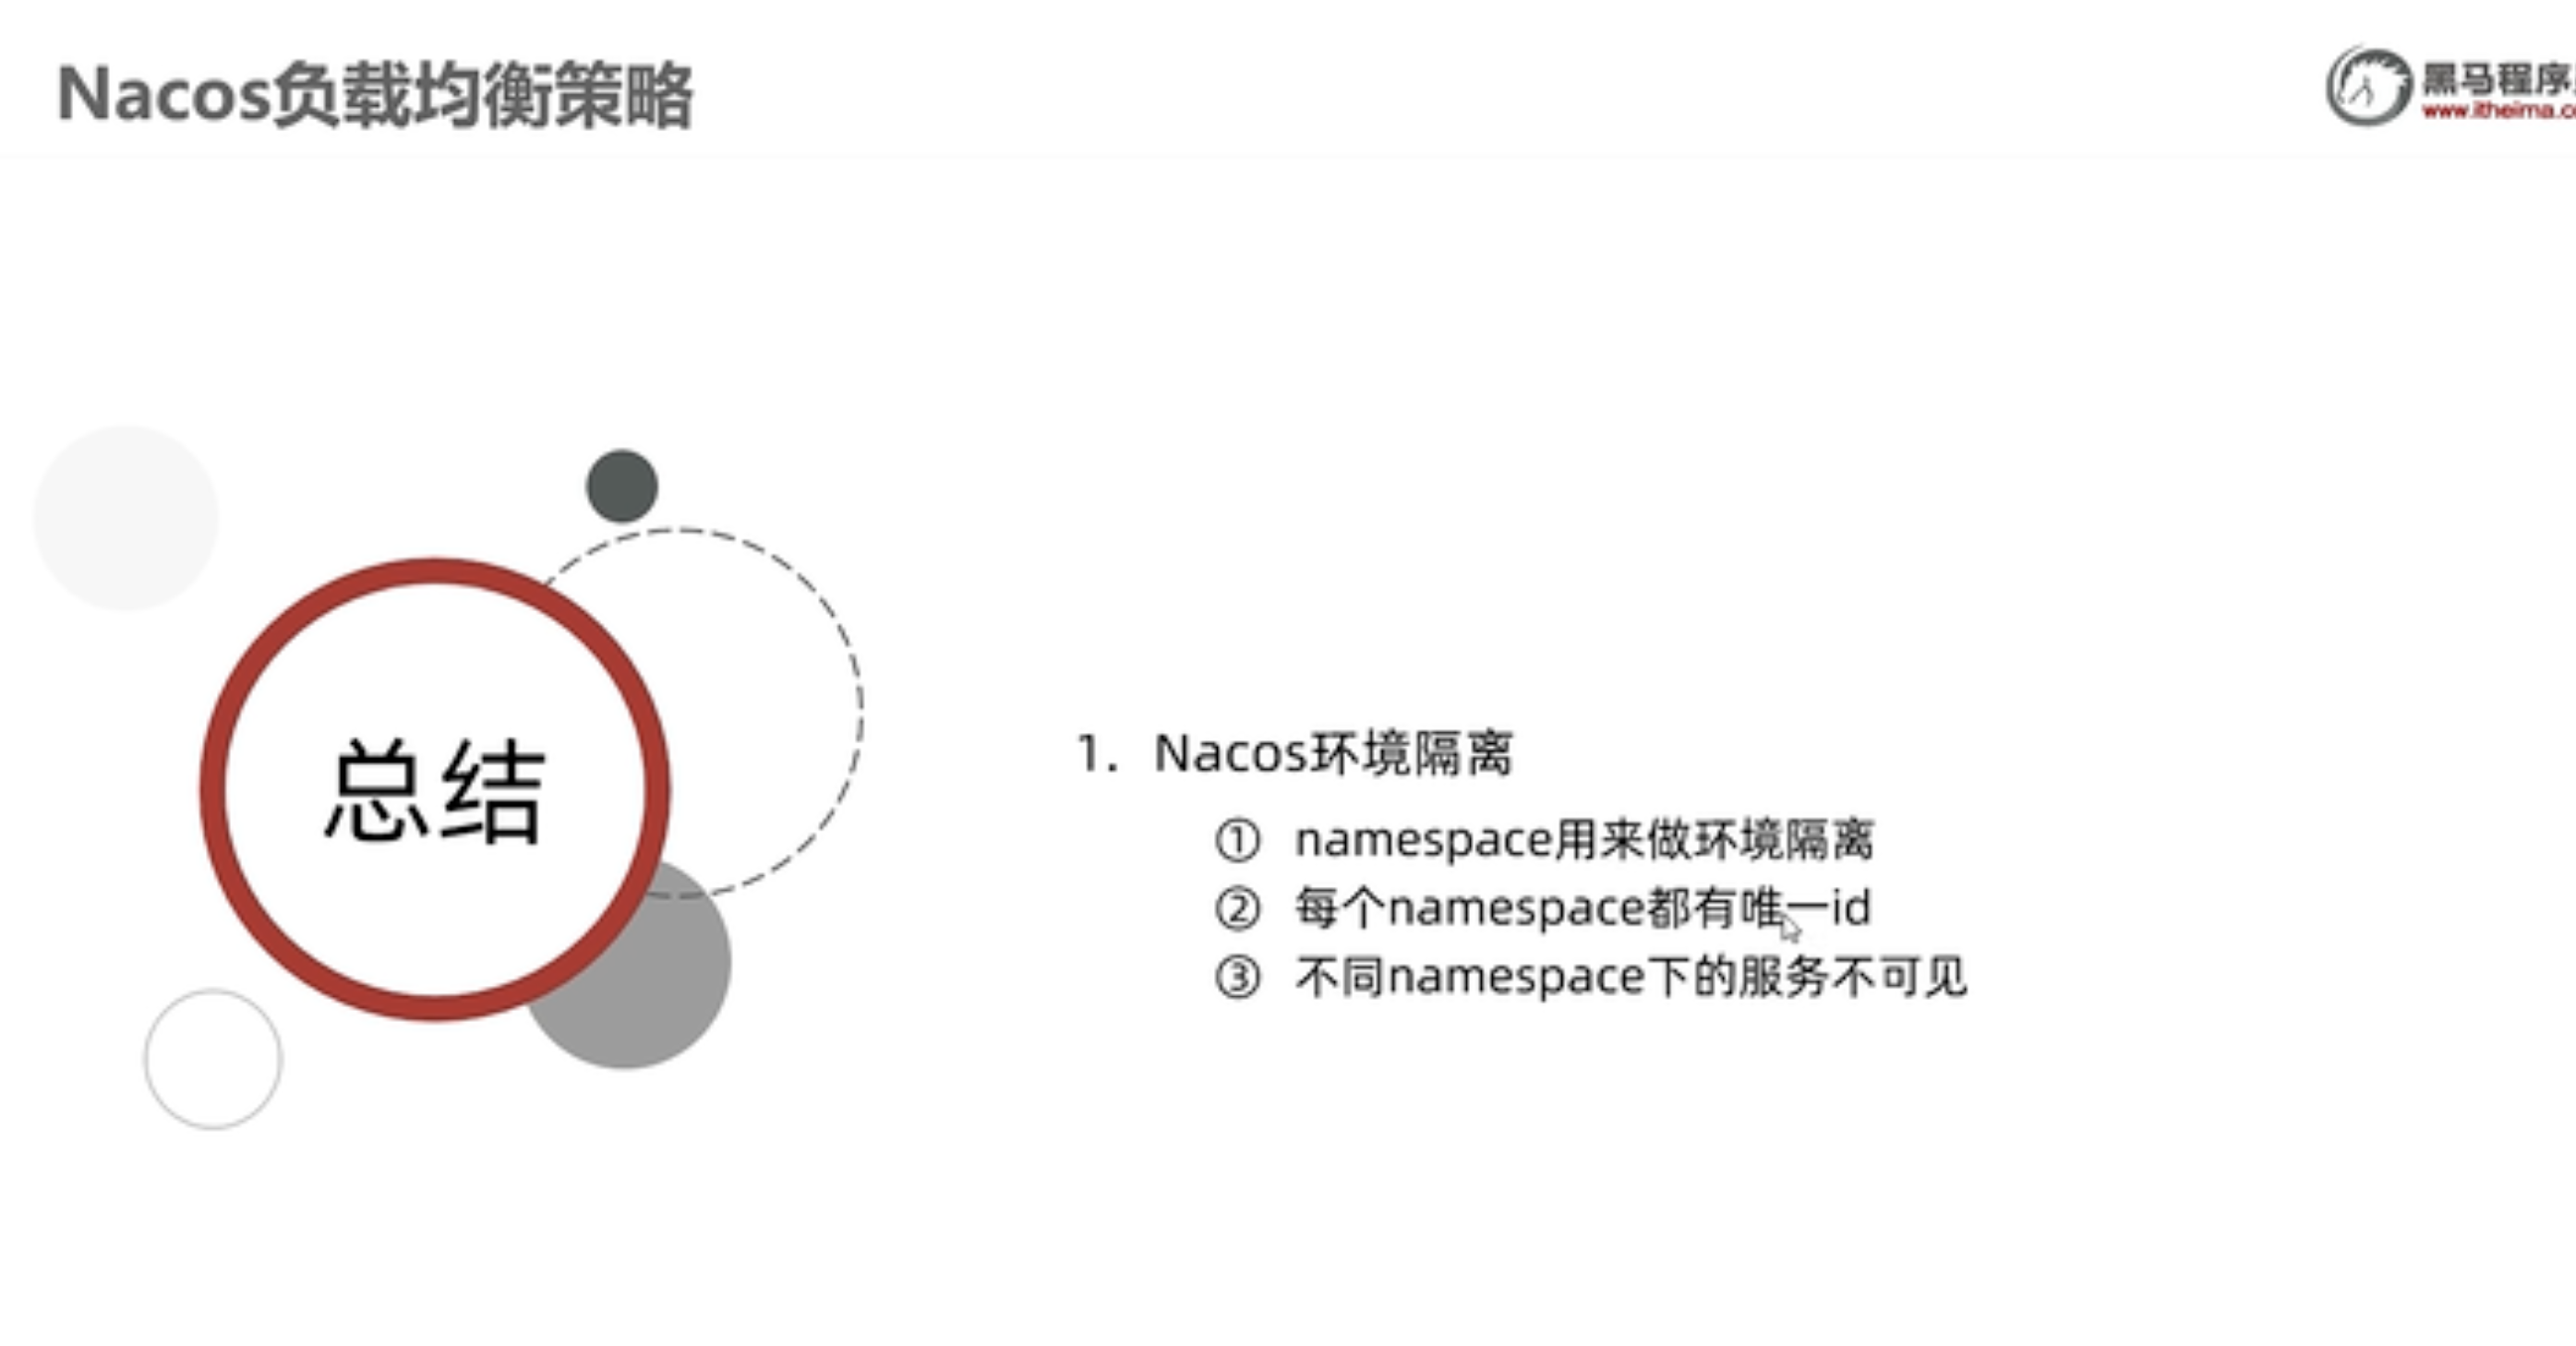 Nacos负载均衡策略
黑马程序
www.itheima.c
总结
1. Nacos环境隔离
① namespace用来做环境隔离
② 每个namespace都有唯一id
③ 不同namespace下的服务不可见